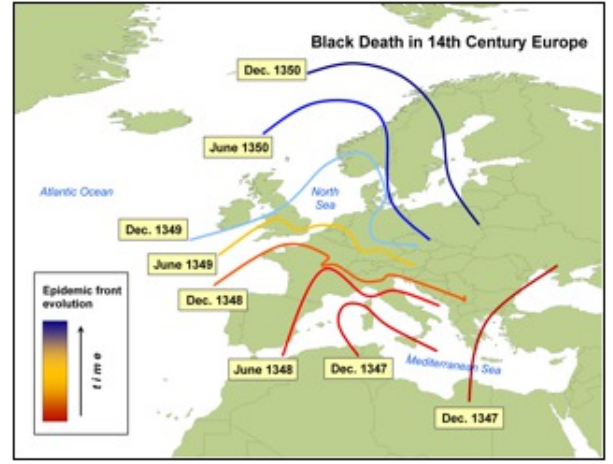 Black Death in 14th Century Europe
Dec. 1350
June 1350
Atlantic Ocean
North
Sea
Dec. 1349
June 1349
Dec. 1348
Epidemic front
evolution
time
June 1348
Dec. 1347
Mediterranean Sea
Dec. 1347